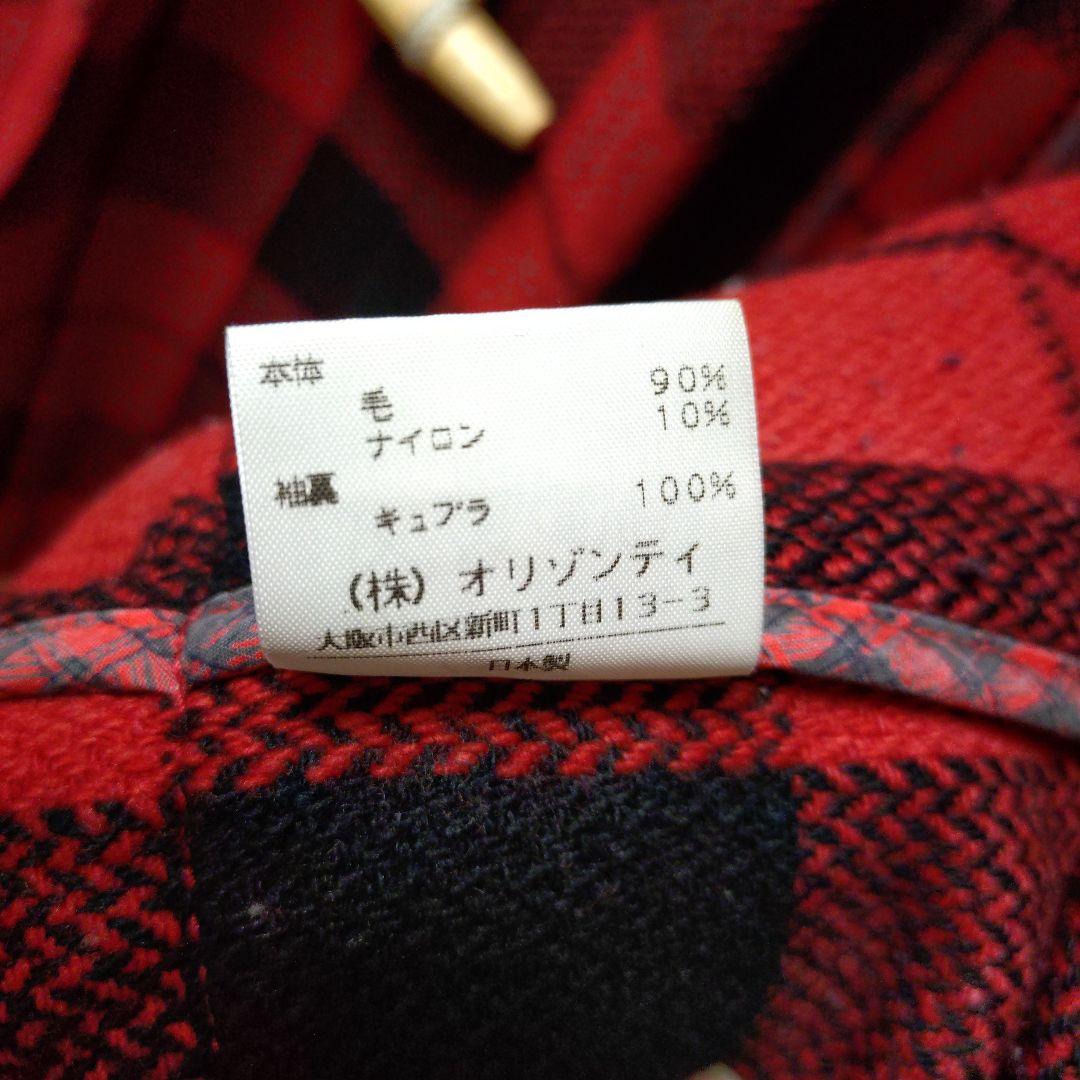 本体
毛 90%
ナイロン 10%
袖裏
キュプラ 100%
(株) オリゾンティ
大阪市西区新町1丁目13-3
日本製